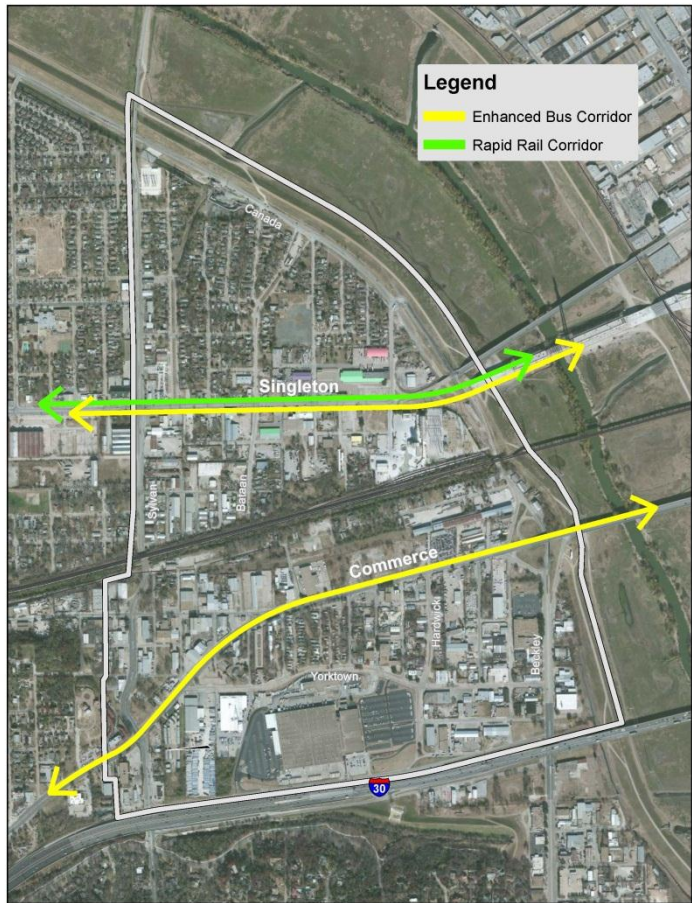 Legend
Enhanced Bus Corridor
Rapid Rail Corridor
Canada
Singleton
Sylvan
Bataan
Commerce
Hardwick
Beckley
Yorktown
30